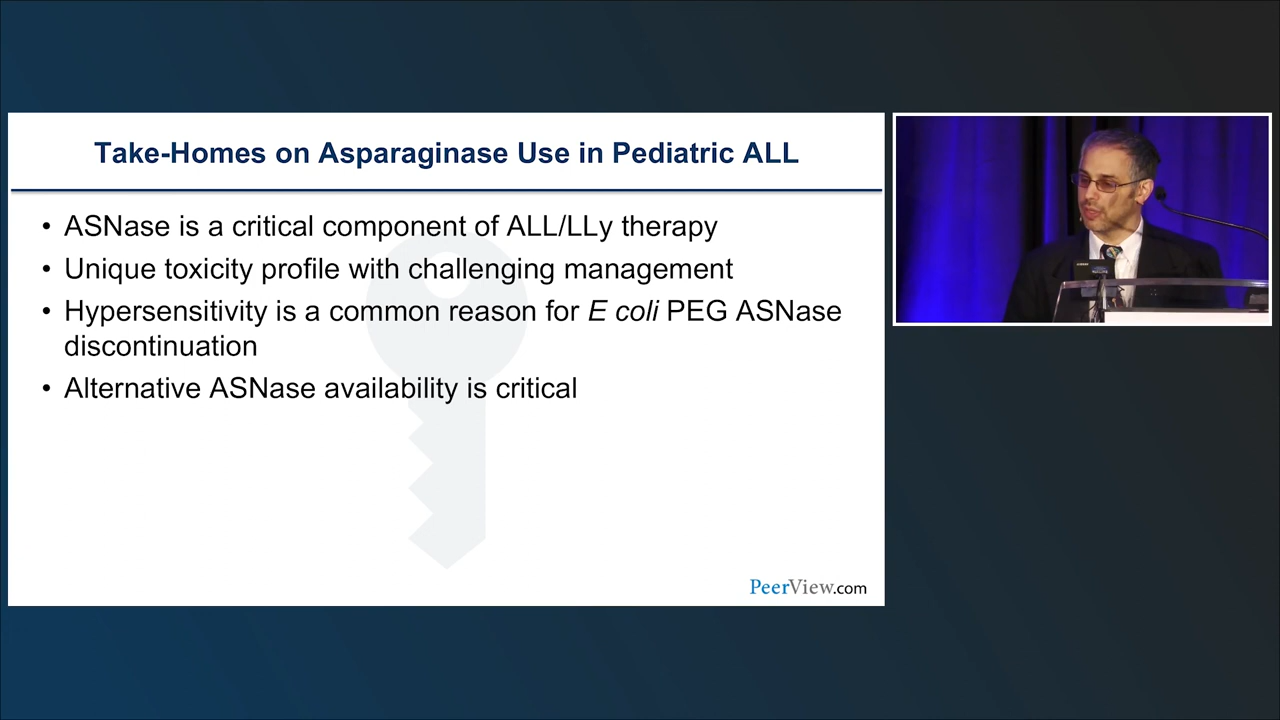 Take-Homes on Asparaginase Use in Pediatric ALL
• ASNase is a critical component of ALL/LLy therapy
• Unique toxicity profile with challenging management
• Hypersensitivity is a common reason for E coli PEG ASNase
discontinuation
• Alternative ASNase availability is critical
PeerView.com